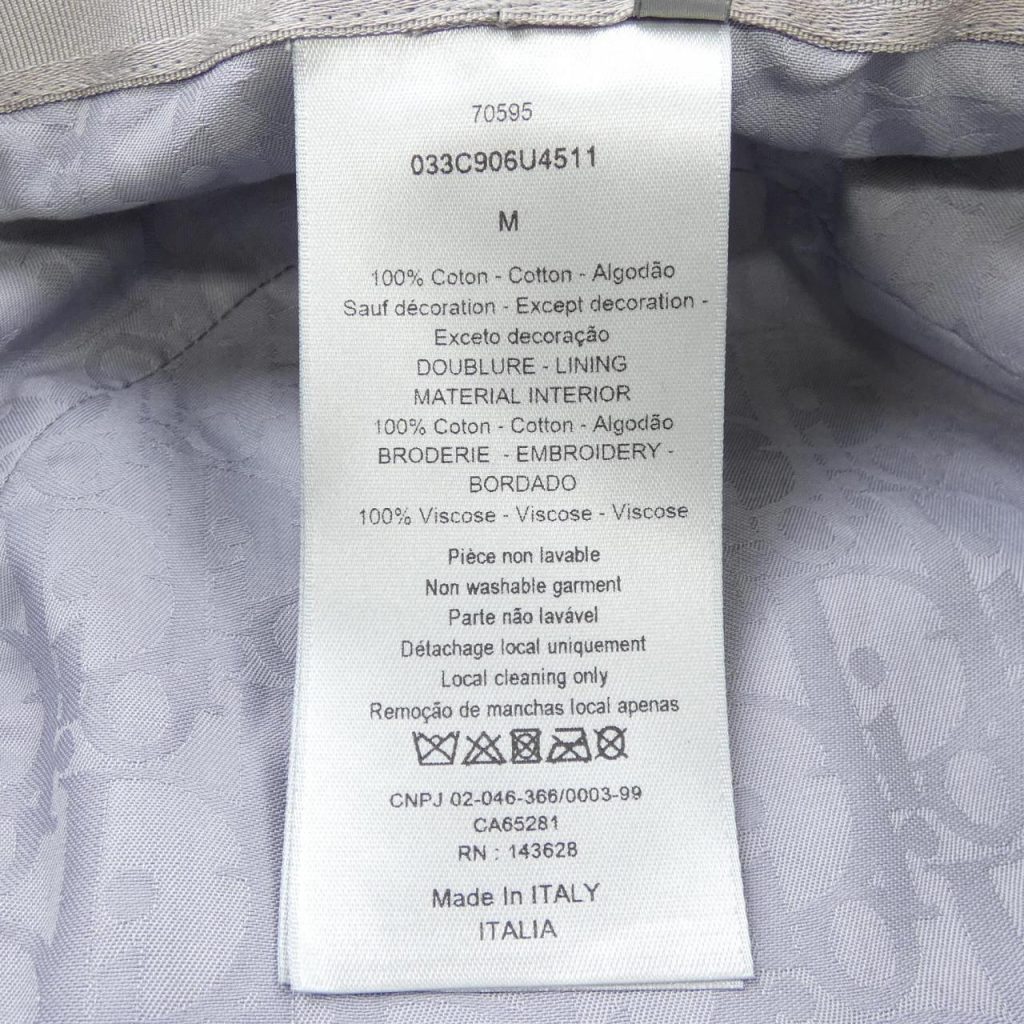 70595
033C906U4511
M
100% Coton - Cotton - Algodão
Sauf décoration - Except decoration -
Exceto decoração
DOUBLURE - LINING
MATERIAL INTERIOR
100% Coton - Cotton - Algodão
BRODERIE - EMBROIDERY -
BORDADO
100% Viscose - Viscose - Viscose
Pièce non lavable
Non washable garment
Parte não lavável
Détachage local uniquement
Local cleaning only
Remoção de manchas local apenas
CNPJ 02-046-366/0003-99
CA65281
RN : 143628
Made In ITALY
ITALIA